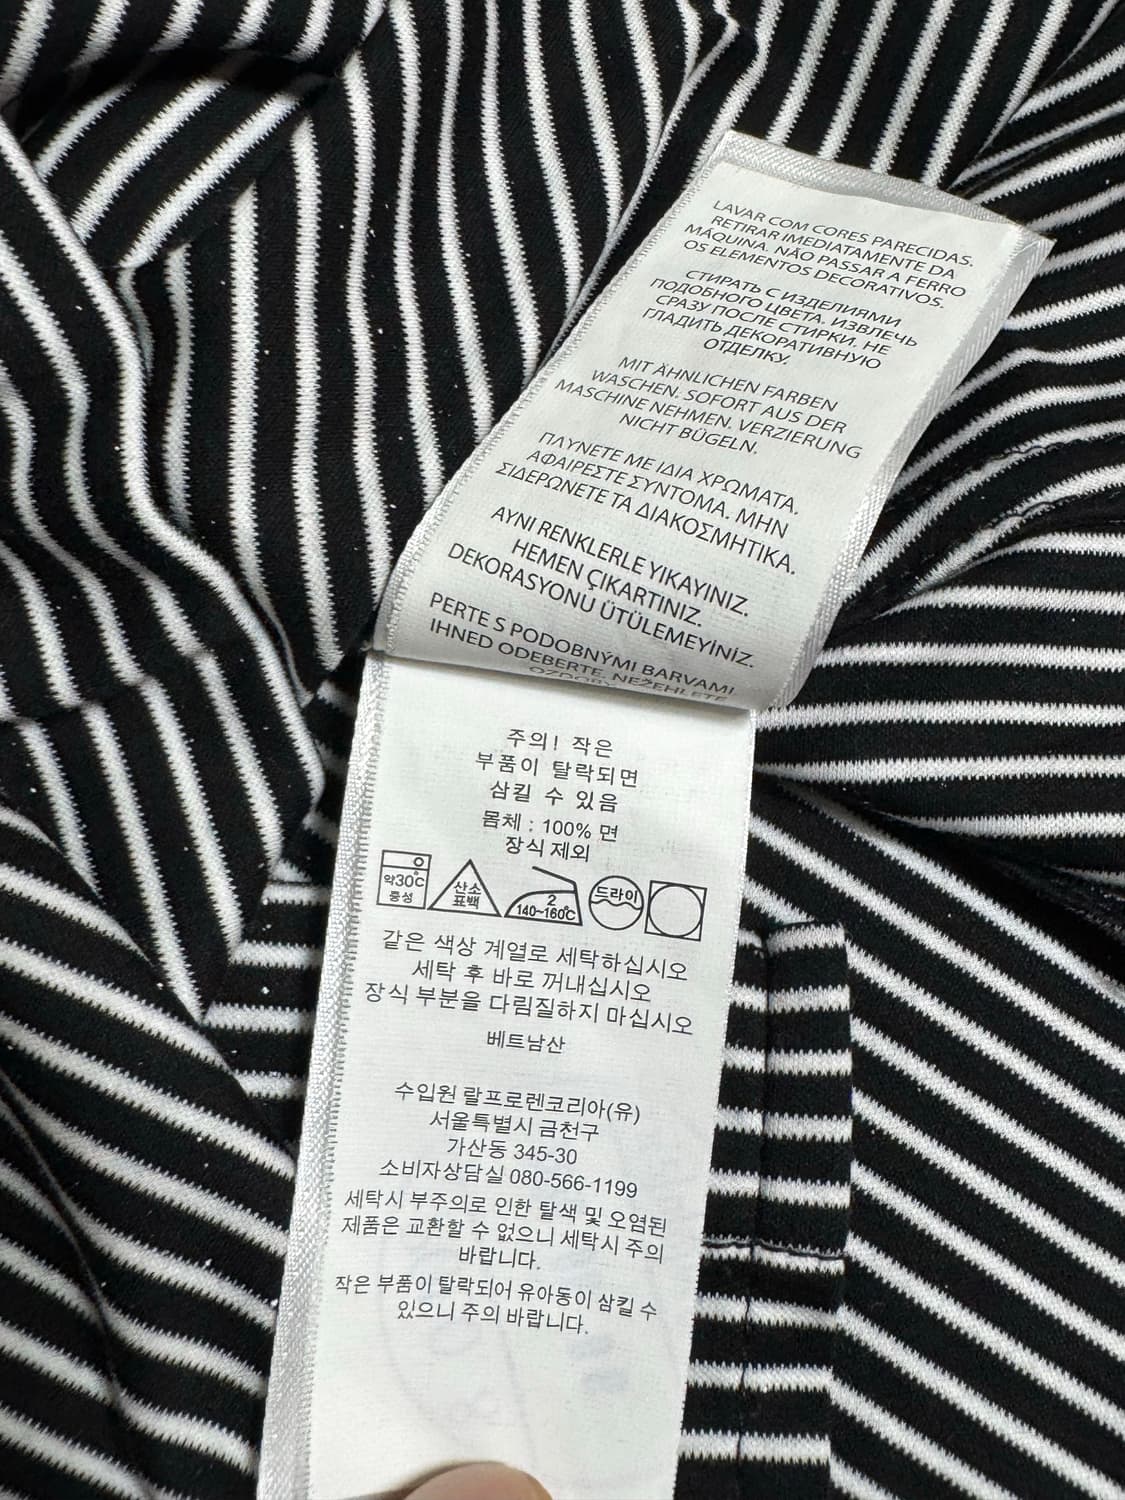 LAVAR COM CORES PARECIDAS.
RETIRAR IMEDIATAMENTE DA
MÁQUINA. NÃO PASSAR A FERRO
OS ELEMENTOS DECORATIVOS.
СТИРАТЬ С ИЗДЕЛИЯМИ
ПОДОБНОГО ЦВЕТА. ИЗВЛЕЧЬ
СРАЗУ ПОСЛЕ СТИРКИ. НЕ
ГЛАДИТЬ ДЕКОРАТИВНУЮ
ОТДЕЛКУ.
MIT ÄHNLICHEN FARBEN
WASCHEN. SOFORT AUS DER
MASCHINE NEHMEN. VERZIERUNG
NICHT BÜGELN.
ΠΛΥΝΕΤΕ ΜΕ ΙΔΙΑ ΧΡΩΜΑΤΑ.
ΑΦΑΙΡΕΣΤΕ ΣΥΝΤΟΜΑ. ΜΗΝ
ΣΙΔΕΡΩΝΕΤΕ ΤΑ ΔΙΑΚΟΣΜΗΤΙΚΑ.
AYNI RENKLERLE YIKAYINIZ.
HEMEN ÇIKARTINIZ.
DEKORASYONU ÜTÜLEMEYİNİZ.
PERTE S PODOBNÝMI BARVAMI.
IHNED ODEBERTE. NEŽEHLETE
주의! 작은
부품이 탈락되면
삼킬 수 있음
몸체 : 100% 면
장식 제외
약30℃
중성
산소
표백
2
140~160℃
드라이
같은 색상 계열로 세탁하십시오
세탁 후 바로 꺼내십시오
장식 부분을 다림질하지 마십시오
베트남산
수입원 랄프로렌코리아(유)
서울특별시 금천구
가산동 345-30
소비자상담실 080-566-1199
세탁시 부주의로 인한 탈색 및 오염된
제품은 교환할 수 없으니 세탁시 주의
바랍니다.
작은 부품이 탈락되어 유아동이 삼킬 수
있으니 주의 바랍니다.